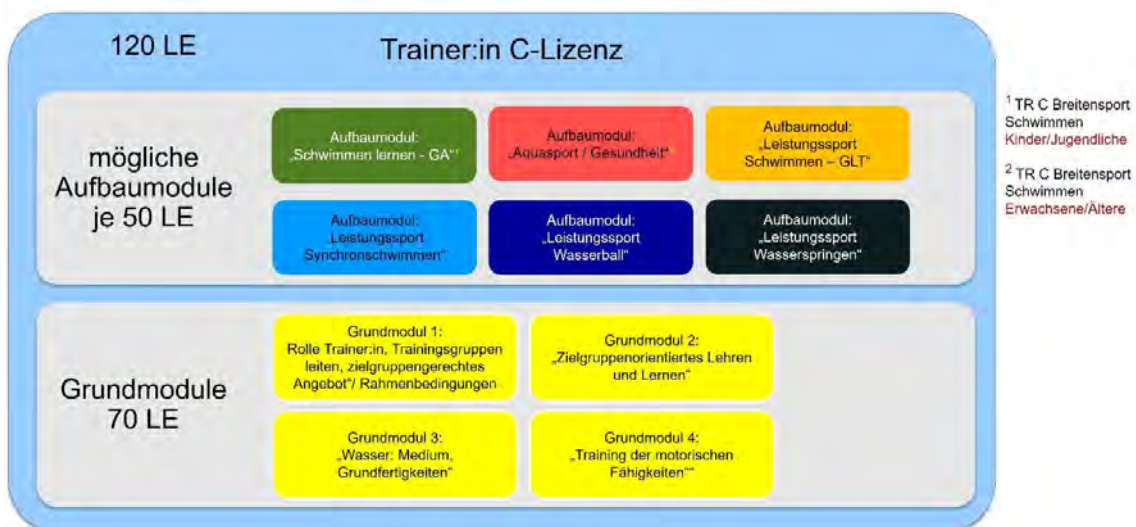 120 LE
Trainer:in C-Lizenz
mögliche
Aufbaumodule
je 50 LE
Aufbaumodul:
„Schwimmen lernen - GA“¹
Aufbaumodul:
„Aquasport / Gesundheit“
Aufbaumodul:
„Leistungssport
Schwimmen – GLT“
Aufbaumodul:
„Leistungssport
Synchronschwimmen“
Aufbaumodul:
„Leistungssport
Wasserball“
Aufbaumodul:
„Leistungssport
Wasserspringen“
Grundmodule
70 LE
Grundmodul 1:
Rolle Trainer:in, Trainingsgruppen
leiten, zielgruppengerechtes
Angebot“/ Rahmenbedingungen
Grundmodul 2:
„Zielgruppenorientiertes Lehren
und Lernen“
Grundmodul 3:
„Wasser: Medium,
Grundfertigkeiten“
Grundmodul 4:
„Training der motorischen
Fähigkeiten““
¹ TR C Breitensport
Schwimmen
Kinder/Jugendliche
² TR C Breitensport
Schwimmen
Erwachsene/Ältere